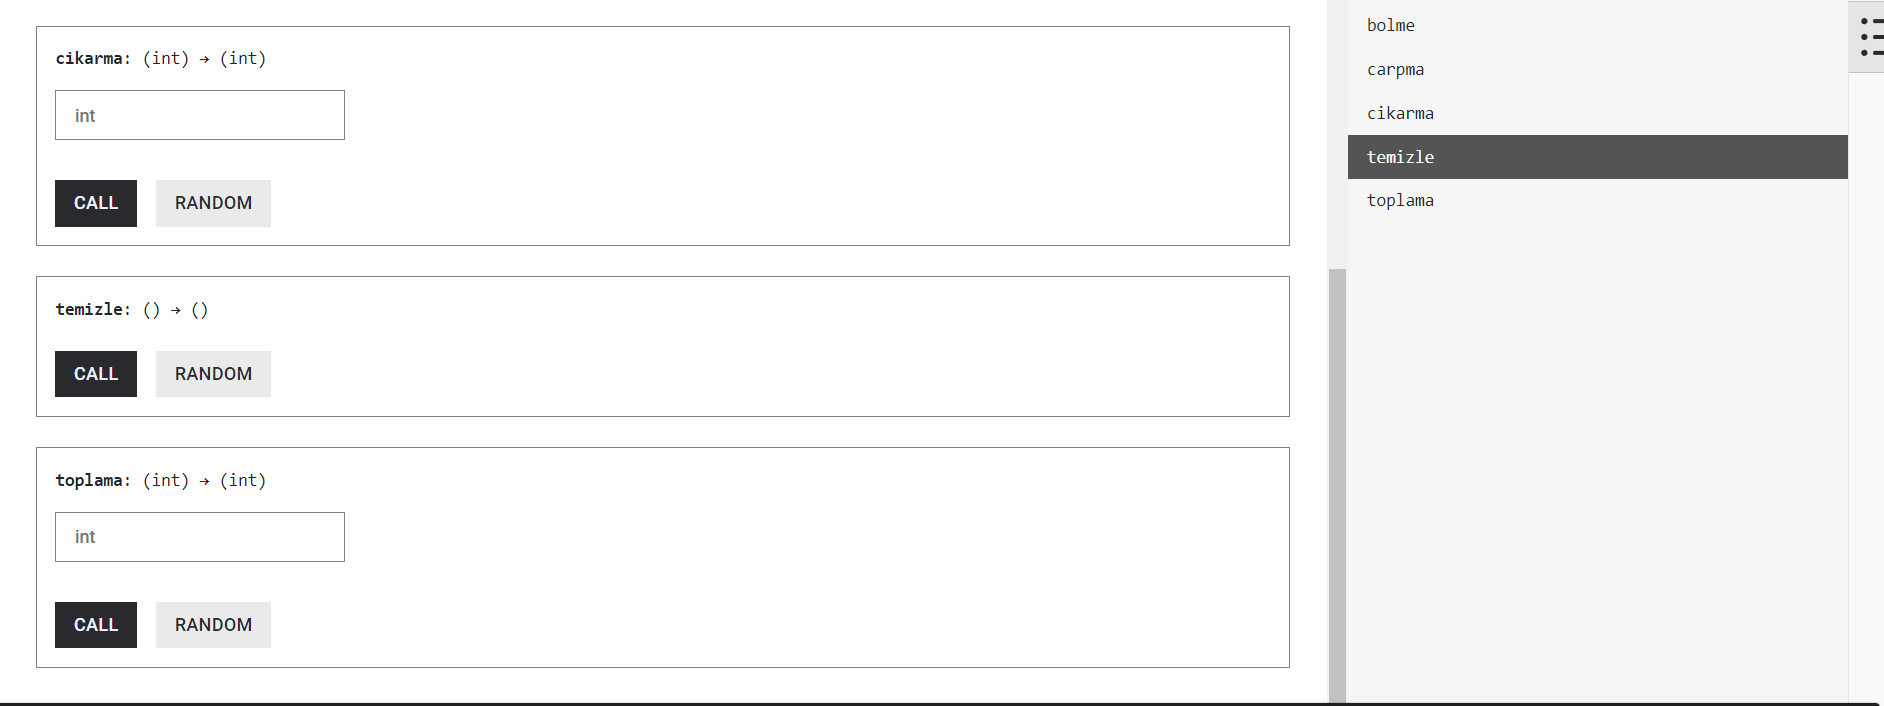 cikarma: (int) → (int)
int
CALL RANDOM
temizle: () → ()
CALL RANDOM
toplama: (int) → (int)
int
CALL RANDOM
bolme
carpma
cikarma
temizle
toplama